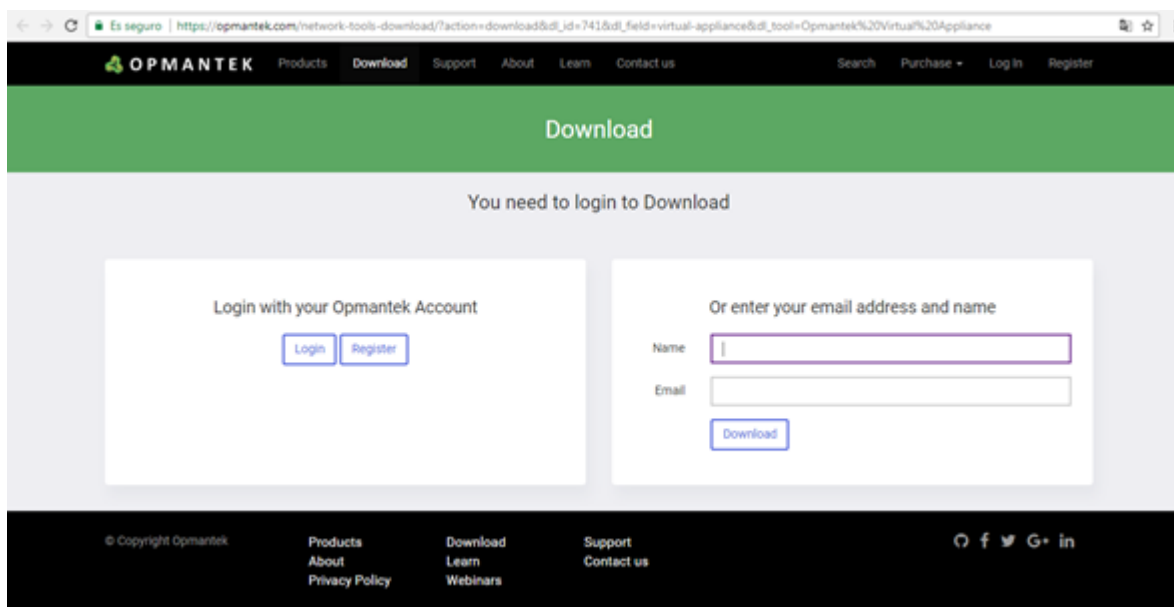 Es seguro | https://opmantek.com/network-tools-download/?action=download&dl_id=741&dl_field=virtual-appliance&dl_tool=Opmantek%20Virtual%20Appliance
OPMANTEK Products Download Support About Learn Contact us Search Purchase Log In Register
Download
You need to login to Download
Login with your Opmantek Account
Login Register
Or enter your email address and name
Name
Email
Download
© Copyright Opmantek
Products
About
Privacy Policy
Download
Learn
Webinars
Support
Contact us
G+ in